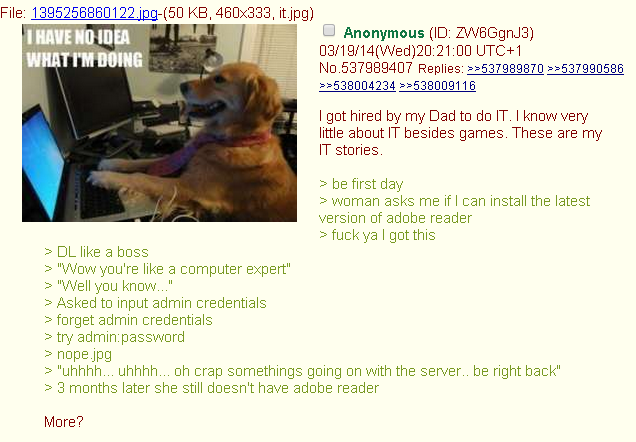 File: 1395256860122.jpg-(50 KB, 460x333, it.jpg)
I HAVE NO IDEA
WHAT I'M DOING
Anonymous (ID: ZW6GgnJ3)
03/19/14(Wed)20:21:00 UTC+1
No.537989407 Replies: >>537989870 >>537990586
>>538004234 >>538009116
I got hired by my Dad to do IT. I know very
little about IT besides games. These are my
IT stories.
> be first day
> woman asks me if I can install the latest
version of adobe reader
> fuck ya I got this
> DL like a boss
> "Wow you're like a computer expert"
> "Well you know..."
> Asked to input admin credentials
> forget admin credentials
> try admin:password
> nope.jpg
> "uhhhh... uhhhh... oh crap somethings going on with the server.. be right back"
> 3 months later she still doesn't have adobe reader
More?